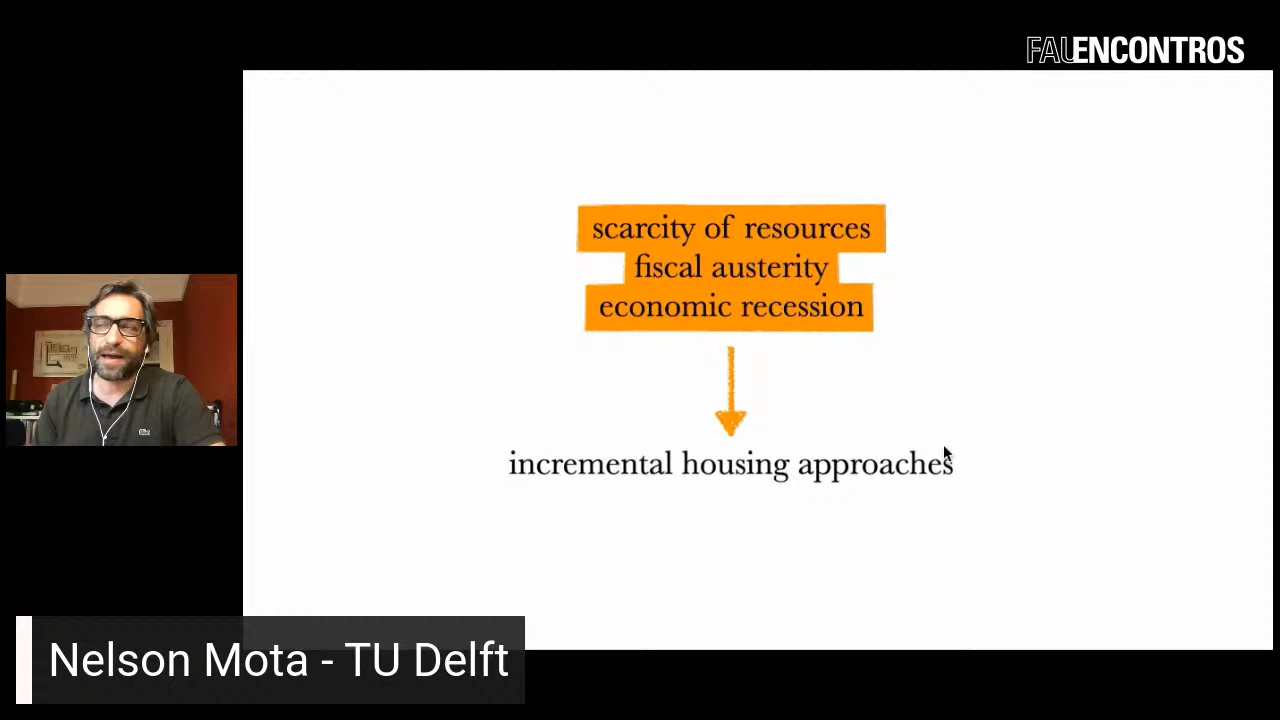 FAUENCONTROS
scarcity of resources
fiscal austerity
economic recession
incremental housing approaches
Nelson Mota - TU Delft